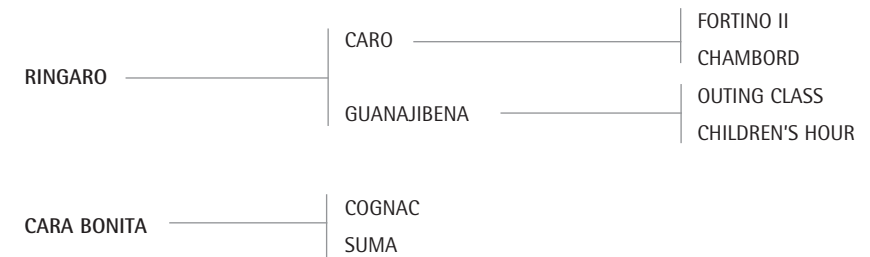 FORTINO II
CARO
CHAMBORD
RINGARO
OUTING CLASS
GUANAJIBENA
CHILDREN'S HOUR
COGNAC
CARA BONITA
SUMA